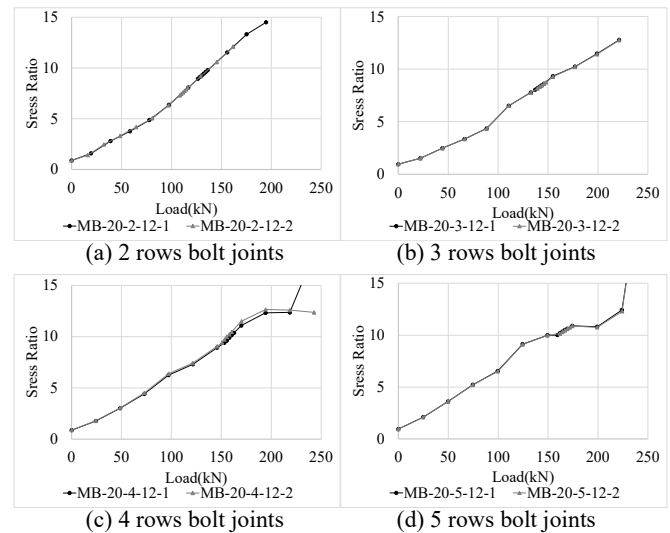 15
10
5
0
Sress Ratio
0 50 100 150 200 250
Load(kN)
MB-20-2-12-1 MB-20-2-12-2
(a) 2 rows bolt joints
15
10
5
0
Sress Ratio
0 50 100 150 200 250
Load(kN)
MB-20-3-12-1 MB-20-3-12-2
(b) 3 rows bolt joints
15
10
5
0
Sress Ratio
0 50 100 150 200 250
Load(kN)
MB-20-4-12-1 MB-20-4-12-2
(c) 4 rows bolt joints
15
10
5
0
Sress Ratio
0 50 100 150 200 250
Load(kN)
MB-20-5-12-1 MB-20-5-12-2
(d) 5 rows bolt joints